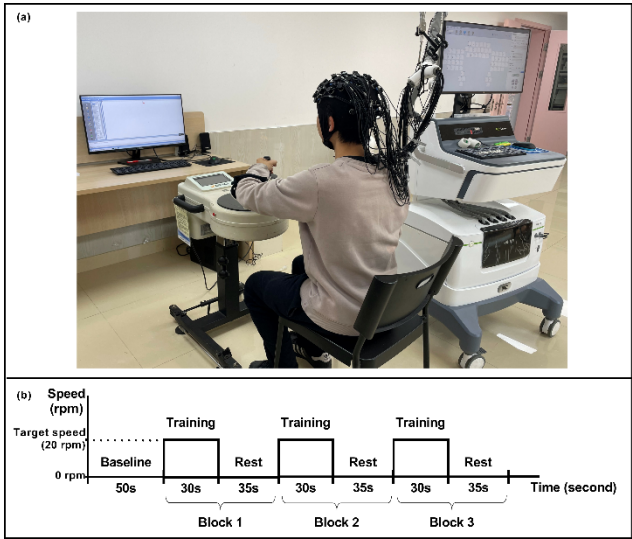 (a)
(b)
Speed
(rpm)
Training Training Training
Target speed
(20 rpm)
Baseline Rest Rest Rest
0 rpm
50s 30s 35s 30s 35s 30s 35s Time (second)
Block 1 Block 2 Block 3